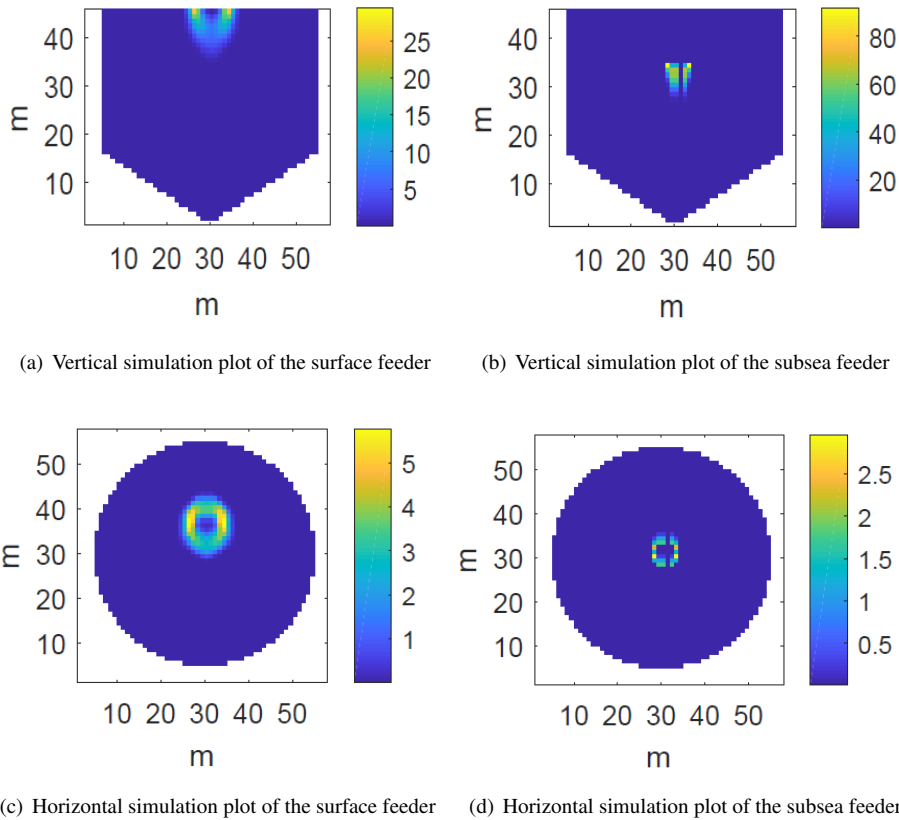 40
30
20
10
m
10 20 30 40 50
m
25
20
15
10
5
40
30
20
10
m
10 20 30 40 50
m
80
60
40
20
(a) Vertical simulation plot of the surface feeder
(b) Vertical simulation plot of the subsea feeder
50
40
30
20
10
m
10 20 30 40 50
m
5
4
3
2
1
50
40
30
20
10
m
10 20 30 40 50
m
2.5
2
1.5
1
0.5
(c) Horizontal simulation plot of the surface feeder
(d) Horizontal simulation plot of the subsea feeder